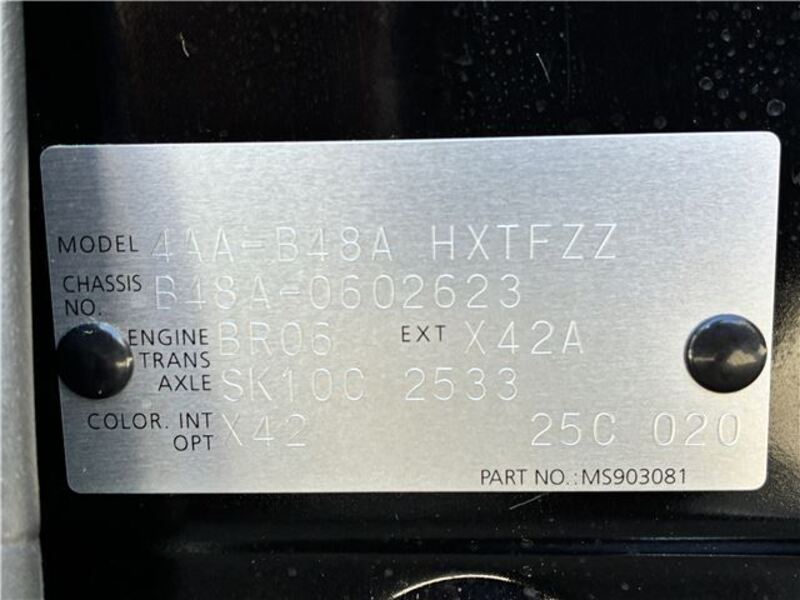 MODEL 4AA-B48A HXTFZZ
CHASSIS NO. B48A-0602623
ENGINE BR06 EXT X42A
TRANS AXLE SK10C 2533
COLOR. INT OPT X42 25C 020
PART NO.:MS903081